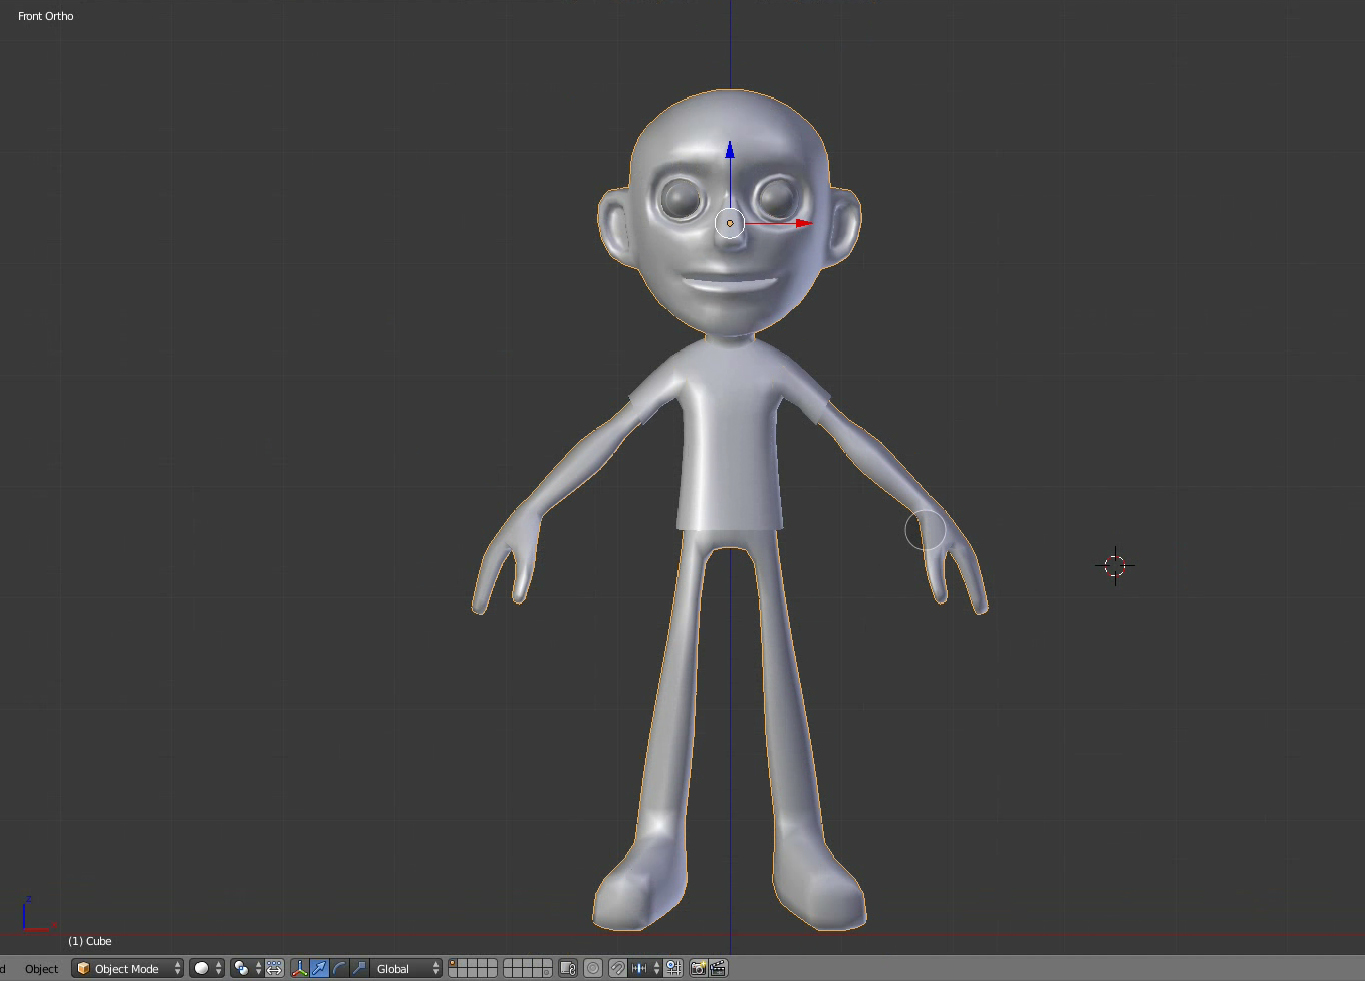 Front Ortho
z
x
(1) Cube
d Object Object Mode Global